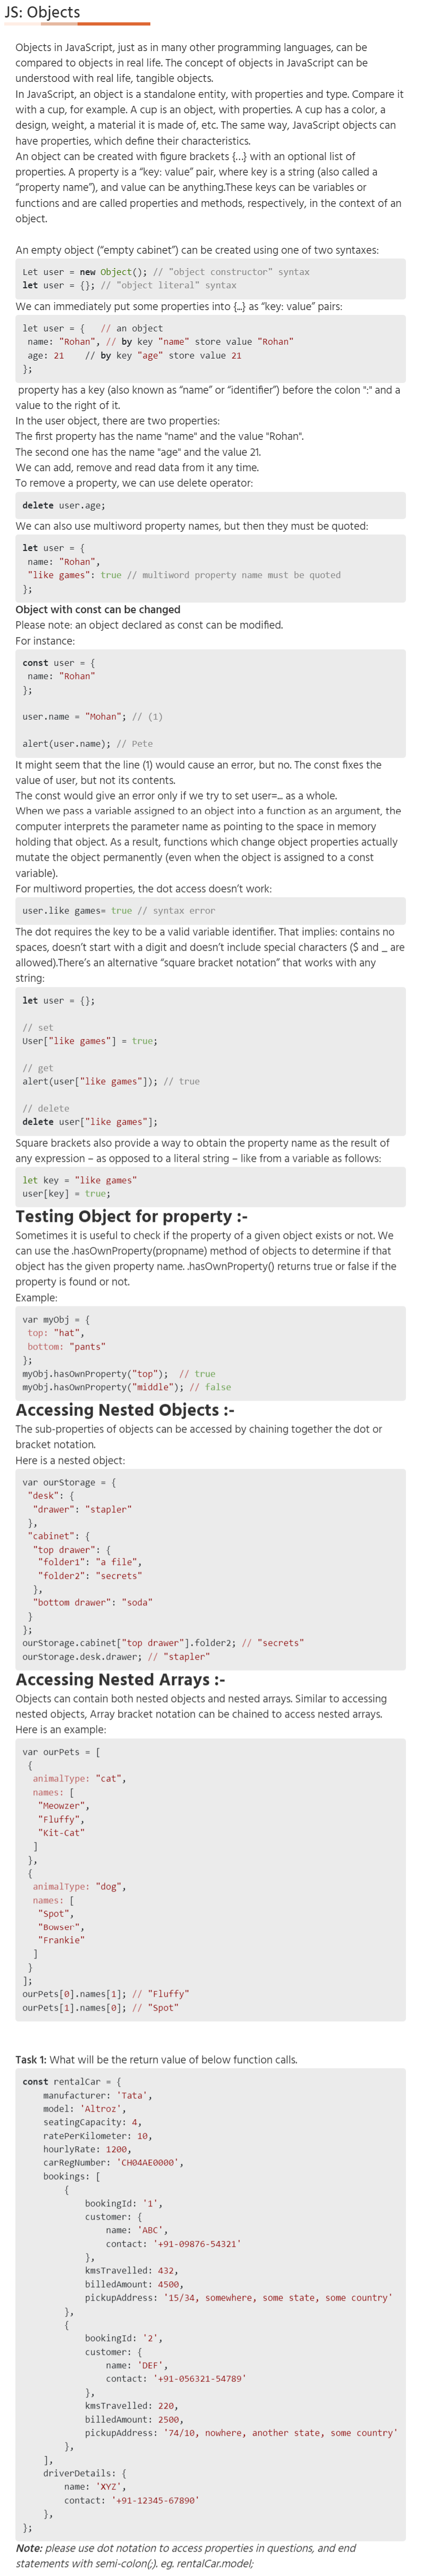 JS: Objects
Objects in JavaScript, just as in many other programming languages, can be
compared to objects in real life. The concept of objects in JavaScript can be
understood with real life, tangible objects.
In JavaScript, an object is a standalone entity, with properties and type. Compare it
with a cup, for example. A cup is an object, with properties. A cup has a color, a
design, weight, a material it is made of, etc. The same way, JavaScript objects can
have properties, which define their characteristics.
An object can be created with figure brackets {…} with an optional list of
properties. A property is a “key: value” pair, where key is a string (also called a
“property name”), and value can be anything.These keys can be variables or
functions and are called properties and methods, respectively, in the context of an
object.
An empty object (“empty cabinet”) can be created using one of two syntaxes:
Let user = new Object(); // "object constructor" syntax
let user = {}; // "object literal" syntax
We can immediately put some properties into {...} as “key: value” pairs:
let user = {   // an object
 name: "Rohan", // by key "name" store value "Rohan"
 age: 21    // by key "age" store value 21
};
property has a key (also known as “name” or “identifier”) before the colon ":" and a
value to the right of it.
In the user object, there are two properties:
The first property has the name "name" and the value "Rohan".
The second one has the name "age" and the value 21.
We can add, remove and read data from it any time.
To remove a property, we can use delete operator:
delete user.age;
We can also use multiword property names, but then they must be quoted:
let user = {
 name: "Rohan",
 "like games": true // multiword property name must be quoted
};
Object with const can be changed
Please note: an object declared as const can be modified.
For instance:
const user = {
 name: "Rohan"
};
user.name = "Mohan"; // (1)
alert(user.name); // Pete
It might seem that the line (1) would cause an error, but no. The const fixes the
value of user, but not its contents.
The const would give an error only if we try to set user=... as a whole.
When we pass a variable assigned to an object into a function as an argument, the
computer interprets the parameter name as pointing to the space in memory
holding that object. As a result, functions which change object properties actually
mutate the object permanently (even when the object is assigned to a const
variable).
For multiword properties, the dot access doesn’t work:
user.like games= true // syntax error
The dot requires the key to be a valid variable identifier. That implies: contains no
spaces, doesn’t start with a digit and doesn’t include special characters ($ and _ are
allowed).There’s an alternative “square bracket notation” that works with any
string:
let user = {};
// set
User["like games"] = true;
// get
alert(user["like games"]); // true
// delete
delete user["like games"];
Square brackets also provide a way to obtain the property name as the result of
any expression – as opposed to a literal string – like from a variable as follows:
let key = "like games"
user[key] = true;
Testing Object for property :-
Sometimes it is useful to check if the property of a given object exists or not. We
can use the .hasOwnProperty(propname) method of objects to determine if that
object has the given property name. .hasOwnProperty() returns true or false if the
property is found or not.
Example:
var myObj = {
 top: "hat",
 bottom: "pants"
};
myObj.hasOwnProperty("top");  // true
myObj.hasOwnProperty("middle"); // false
Accessing Nested Objects :-
The sub-properties of objects can be accessed by chaining together the dot or
bracket notation.
Here is a nested object:
var ourStorage = {
 "desk": {
  "drawer": "stapler"
 },
 "cabinet": {
  "top drawer": {
   "folder1": "a file",
   "folder2": "secrets"
  },
  "bottom drawer": "soda"
 }
};
ourStorage.cabinet["top drawer"].folder2; // "secrets"
ourStorage.desk.drawer; // "stapler"
Accessing Nested Arrays :-
Objects can contain both nested objects and nested arrays. Similar to accessing
nested objects, Array bracket notation can be chained to access nested arrays.
Here is an example:
var ourPets = [
 {
  animalType: "cat",
  names: [
   "Meowzer",
   "Fluffy",
   "Kit-Cat"
  ]
 },
 {
  animalType: "dog",
  names: [
   "Spot",
   "Bowser",
   "Frankie"
  ]
 }
];
ourPets[0].names[1]; // "Fluffy"
ourPets[1].names[0]; // "Spot"
Task 1: What will be the return value of below function calls.
const rentalCar = {
    manufacturer: 'Tata',
    model: 'Altroz',
    seatingCapacity: 4,
    ratePerKilometer: 10,
    hourlyRate: 1200,
    carRegNumber: 'CH04AE0000',
    bookings: [
        {
            bookingId: '1',
            customer: {
                name: 'ABC',
                contact: '+91-09876-54321'
            },
            kmsTravelled: 432,
            billedAmount: 4500,
            pickupAddress: '15/34, somewhere, some state, some country'
        },
        {
            bookingId: '2',
            customer: {
                name: 'DEF',
                contact: '+91-056321-54789'
            },
            kmsTravelled: 220,
            billedAmount: 2500,
            pickupAddress: '74/10, nowhere, another state, some country'
        },
    ],
    driverDetails: {
        name: 'XYZ',
        contact: '+91-12345-67890'
    },
};
Note: please use dot notation to access properties in questions, and end
statements with semi-colon(;). eg. rentalCar.model;